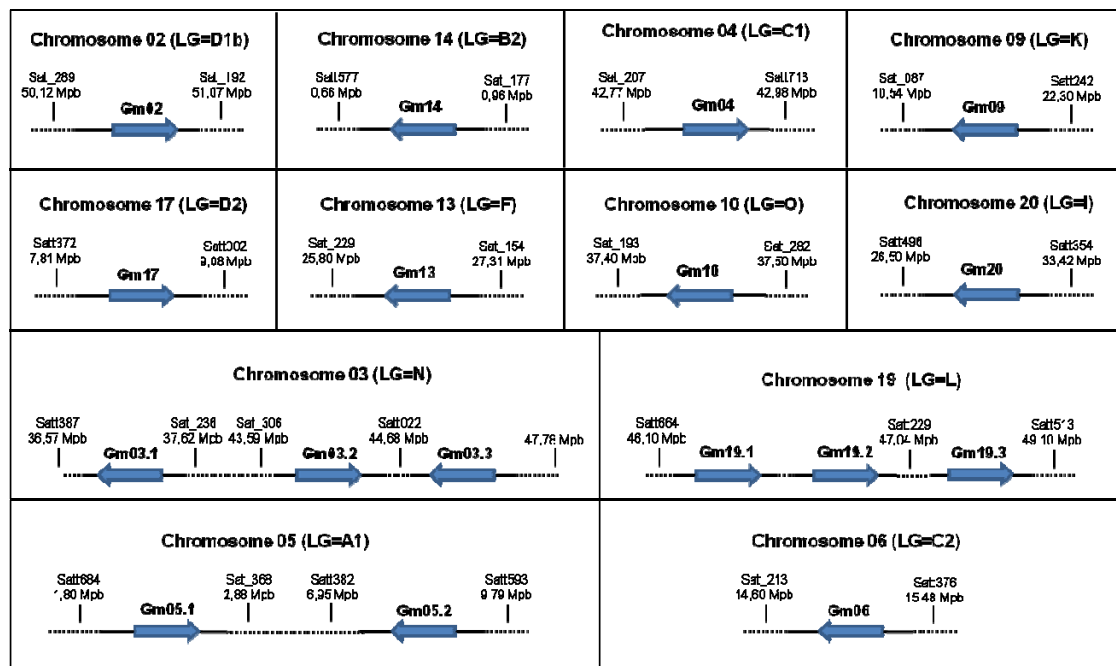 Chromosome 02 (LG=D1b)
Sat_289
50,12 Mpb
Sat_192
51,07 Mpb
Gm02
Chromosome 14 (LG=B2)
Satt577
0,66 Mpb
Sat_177
0,96 Mpb
Gm14
Chromosome 04 (LG=C1)
Sat_207
42,77 Mpb
Satt713
42,98 Mpb
Gm04
Chromosome 09 (LG=K)
Sat_087
10,54 Mpb
Satt242
22,30 Mpb
Gm09
Chromosome 17 (LG=D2)
Satt372
7,81 Mpb
Satt002
9,08 Mpb
Gm17
Chromosome 13 (LG=F)
Sat_229
25,80 Mpb
Sat_154
27,31 Mpb
Gm13
Chromosome 10 (LG=O)
Sat_193
37,40 Mpb
Sat_282
37,50 Mpb
Gm10
Chromosome 20 (LG=I)
Satt496
26,50 Mpb
Satt354
33,42 Mpb
Gm20
Chromosome 03 (LG=N)
Satt387
36,57 Mpb
Sat_236
37,62 Mpb
Sat_306
43,59 Mpb
Satt022
44,68 Mpb
47,78 Mpb
Gm03.1
Gm03.2
Gm03.3
Chromosome 19 (LG=L)
Satt664
46,10 Mpb
47,04 Mpb
Satt513
49,10 Mpb
Gm19.1
Gm19.2
Gm19.3
Chromosome 05 (LG=A1)
Satt684
1,80 Mpb
Sat_368
2,88 Mpb
Satt382
6,95 Mpb
Satt593
9,79 Mpb
Gm05.1
Gm05.2
Chromosome 06 (LG=C2)
Sat_213
14,60 Mpb
15,48 Mpb
Gm06